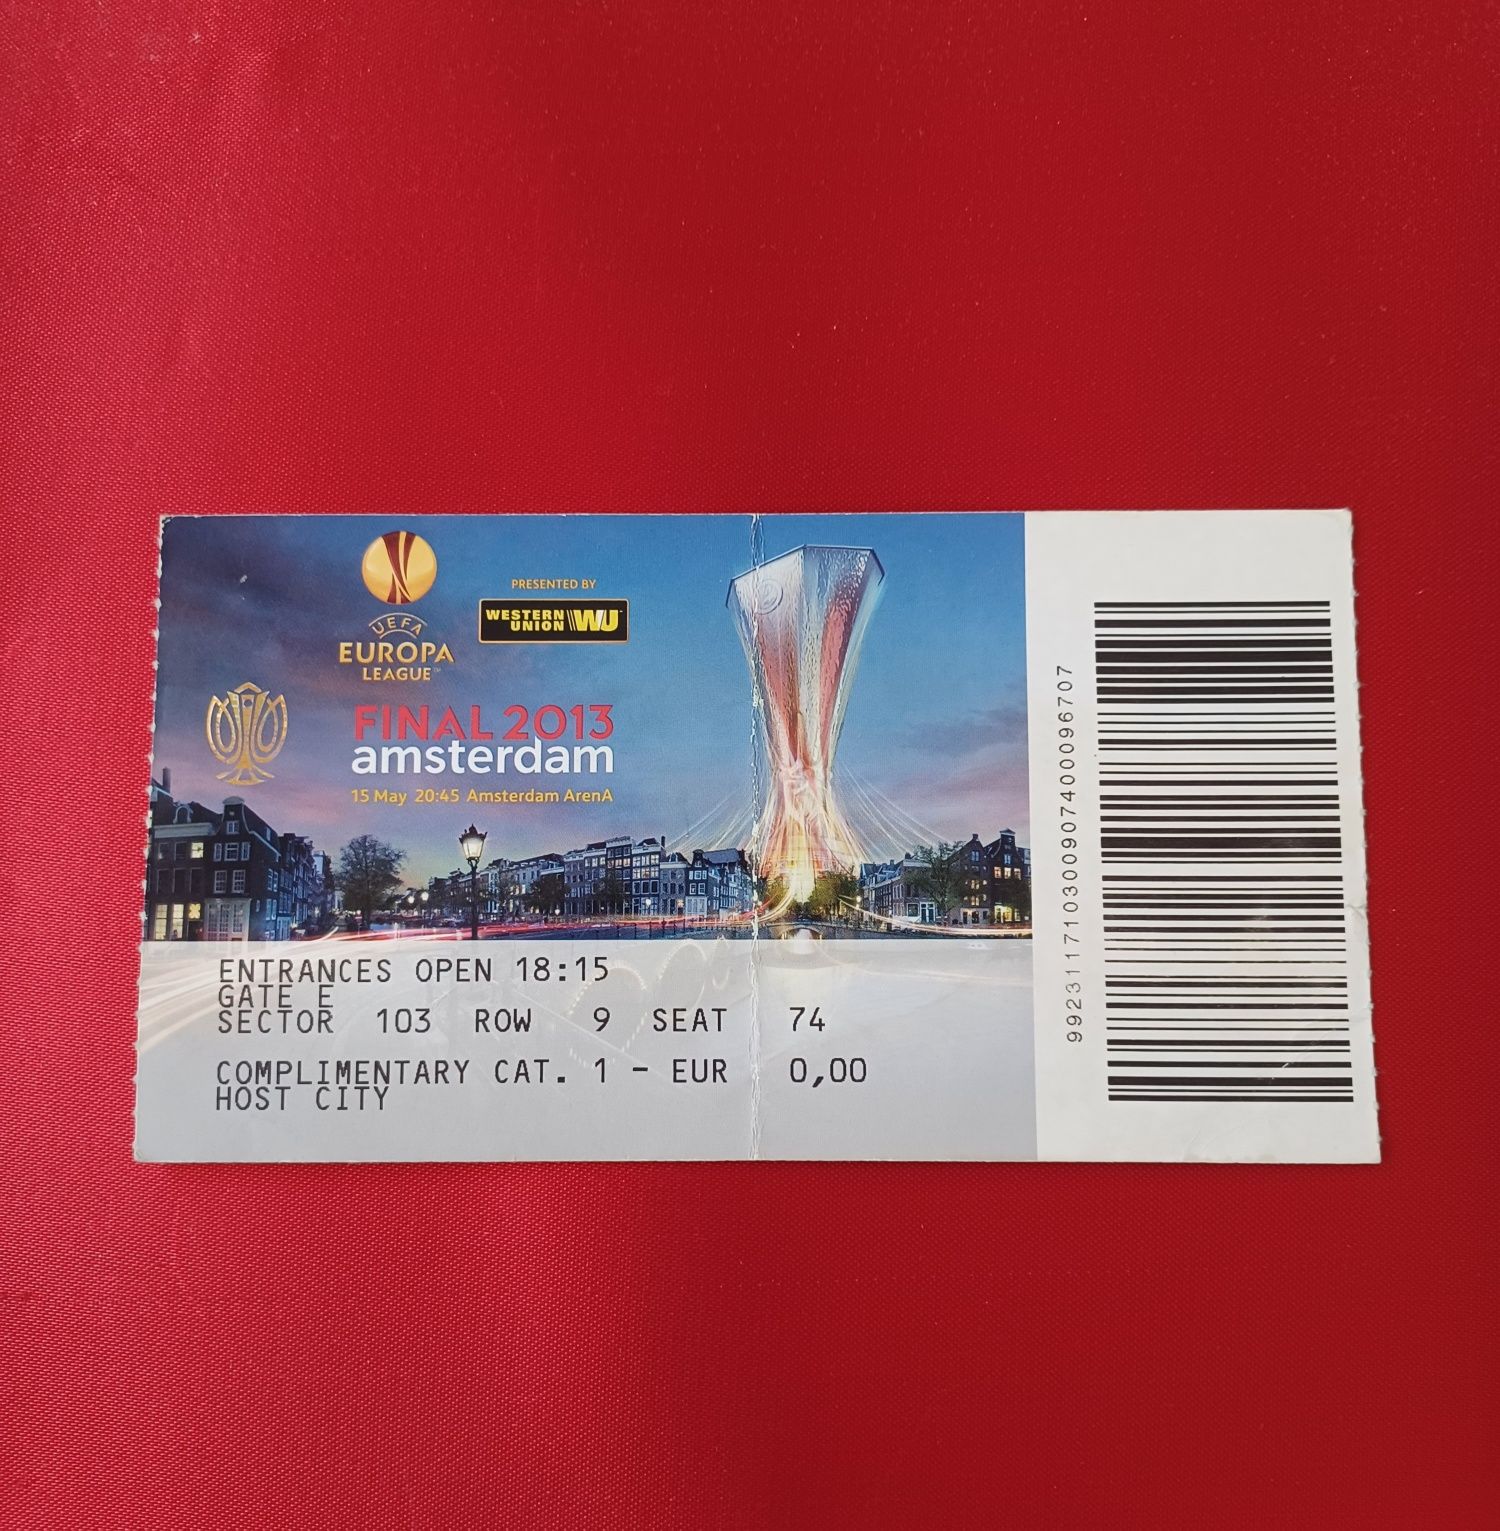 UEFA
EUROPA
LEAGUE™
PRESENTED BY
WESTERN
UNION WU
FINAL 2013
amsterdam
15 May 20:45 Amsterdam ArenA
ENTRANCES OPEN 18:15
GATE E
SECTOR 103 ROW 9 SEAT 74
COMPLIMENTARY CAT. 1 - EUR 0,00
HOST CITY
9923117103009074000096707